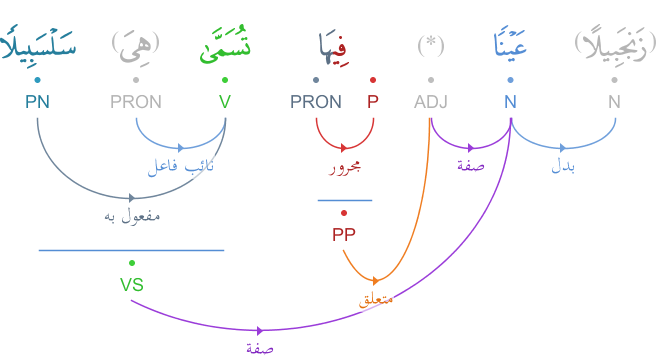 (زَنجَبِيلًا) عَيْنًا (*) فِيهَا تُسَمَّىٰ (هِيَ) سَلْسَبِيلًا
N N ADJ P PRON V PRON PN
بدل صفة مجرور نائب فاعل
مفعول به
PP
VS
متعلق
صفة